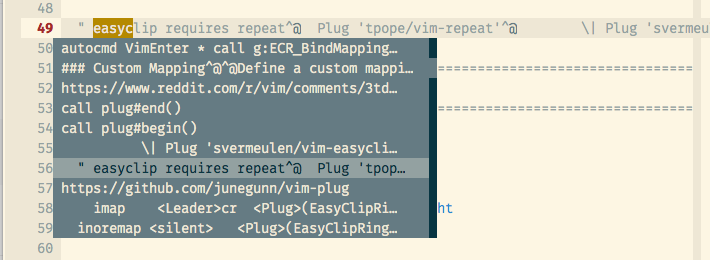 48
49   " easyclip requires repeat^@  Plug 'tpope/vim-repeat'^@        \| Plug 'svermeu
50 autocmd VimEnter * call g:ECR_BindMapping…
51 ### Custom Mapping^@^@Define a custom mappi… ================================
52 https://www.reddit.com/r/vim/comments/3td…
53 call plug#end() ================================
54 call plug#begin()
55           \| Plug 'svermeulen/vim-easycli…
56   " easyclip requires repeat^@  Plug 'tpop…
57 https://github.com/junegunn/vim-plug
58     imap    <Leader>cr  <Plug>(EasyClipRi… ht
59   inoremap <silent>   <Plug>(EasyClipRing…
60